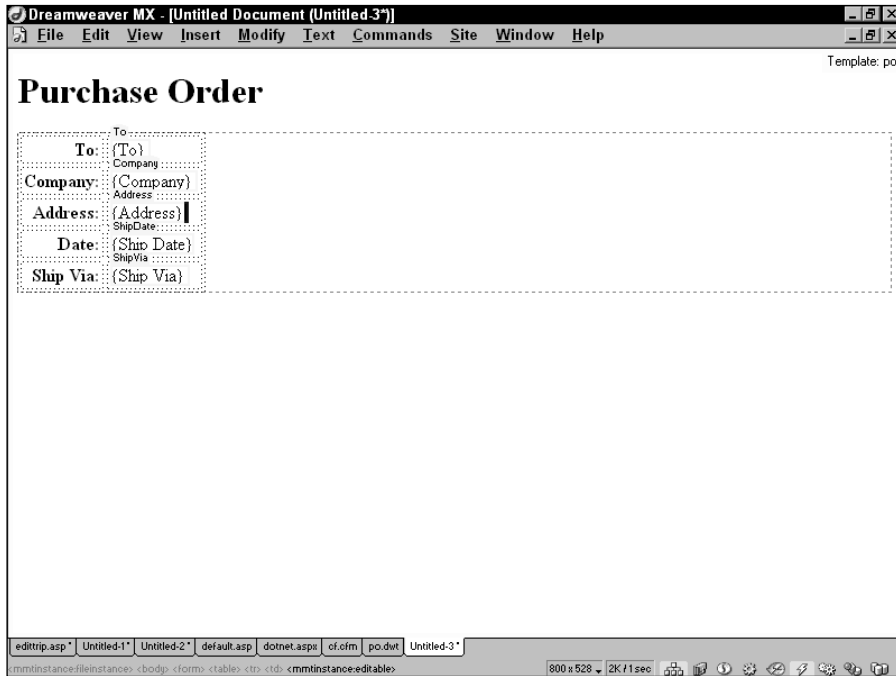 Dreamweaver MX - [Untitled Document (Untitled-3*)]
File Edit View Insert Modify Text Commands Site Window Help
Template: po
Purchase Order
To
To: {To}
Company
Company: {Company}
Address
Address: {Address}
ShipDate
Date: {Ship Date}
ShipVia
Ship Via: {Ship Via}
edittrip.asp* Untitled-1* Untitled-2* default.asp dotnet.aspx cf.cfm po.dwt Untitled-3*
<mmtinstance:fileinstance> <body> <form> <table> <tr> <td> <mmtinstance:editable> 800 x 528 2K / 1 sec